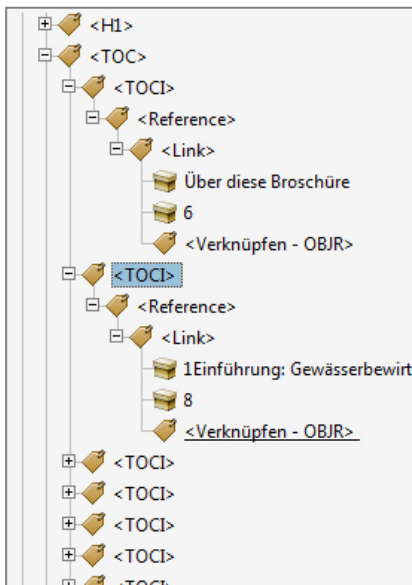 <H1>
<TOC>
<TOCI>
<Reference>
<Link>
Über diese Broschüre
6
<Verknüpfen - OBJR>
<TOCI>
<Reference>
<Link>
1Einführung: Gewässerbewirt
8
<Verknüpfen - OBJR>
<TOCI>
<TOCI>
<TOCI>
<TOCI>
<TOCI>